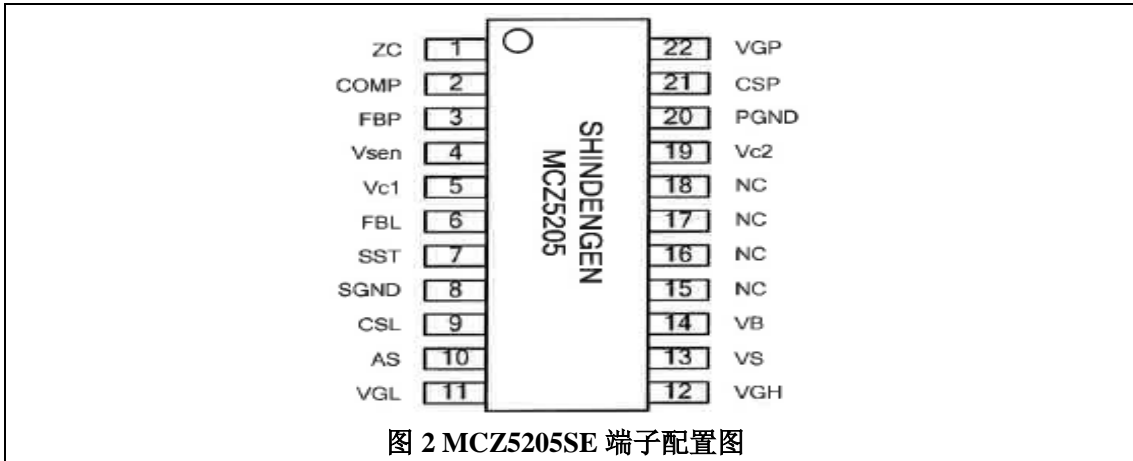 ZC 1 22 VGP
COMP 2 21 CSP
FBP 3 20 PGND
Vsen 4 19 Vc2
Vc1 5 18 NC
FBL 6 17 NC
SST 7 16 NC
SGND 8 15 NC
CSL 9 14 VB
AS 10 13 VS
VGL 11 12 VGH
SHINDENGEN
MCZ5205
图 2 MCZ5205SE 端子配置图